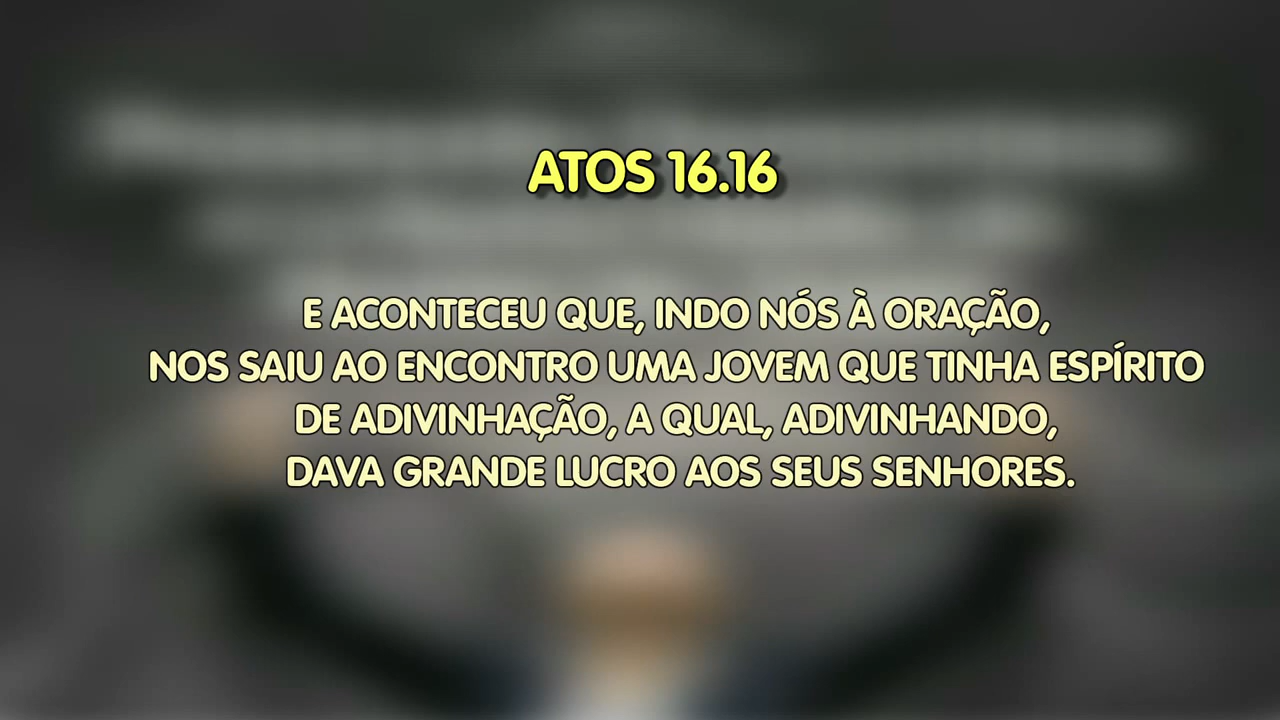 ATOS 16.16
E ACONTECEU QUE, INDO NÓS À ORAÇÃO,
NOS SAIU AO ENCONTRO UMA JOVEM QUE TINHA ESPÍRITO
DE ADIVINHAÇÃO, A QUAL, ADIVINHANDO,
DAVA GRANDE LUCRO AOS SEUS SENHORES.